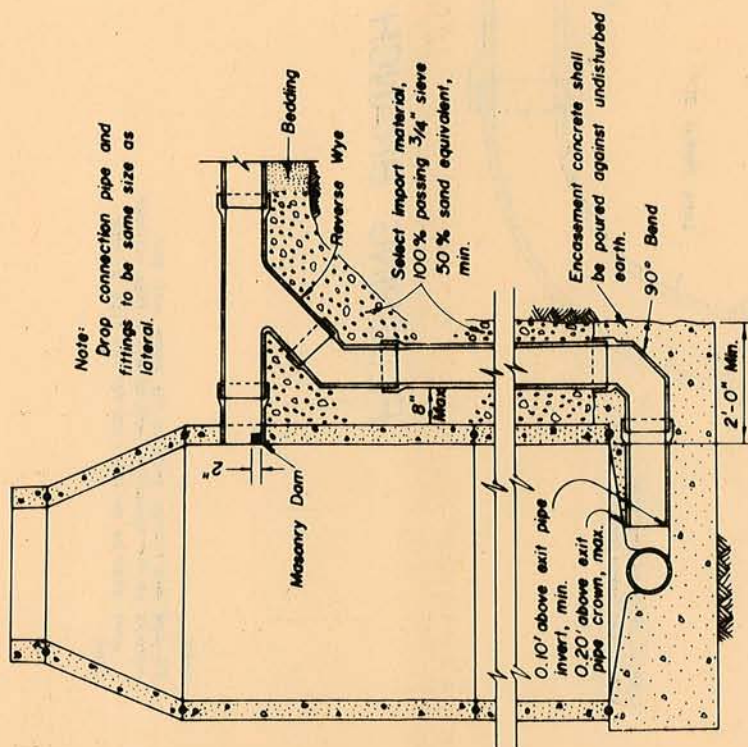 Note:
Drop connection pipe and
fittings to be same size as
lateral.
Bedding
Reverse Wye
Select import material,
100% passing 3/4" sieve
50% sand equivalent,
min.
Encasement concrete shall
be poured against undisturbed
earth.
90° Bend
2'-0" Min.
8"
Max
2"
Masonry Dam
0.10' above exit pipe
invert, min.
0.20' above exit
pipe crown, max.